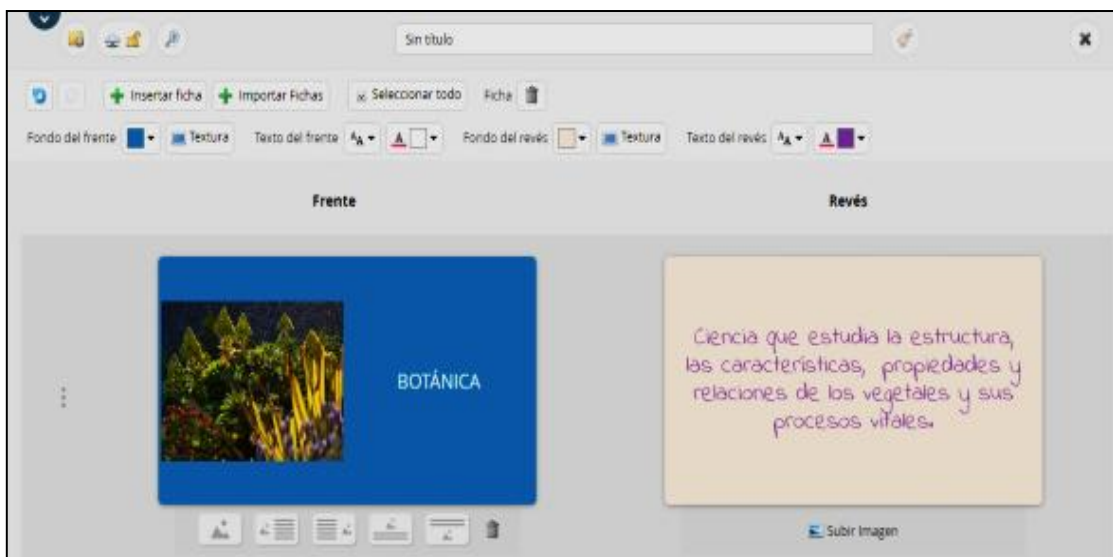 Sin título
Insertar ficha Importar Fichas Seleccionar todo Ficha
Fondo del frente Textura Texto del frente Fondo del revés Textura Texto del revés
Frente Revés
BOTÁNICA
Ciencia que estudia la estructura,
las características, propiedades y
relaciones de los vegetales y sus
procesos vitales.
Subir Imagen